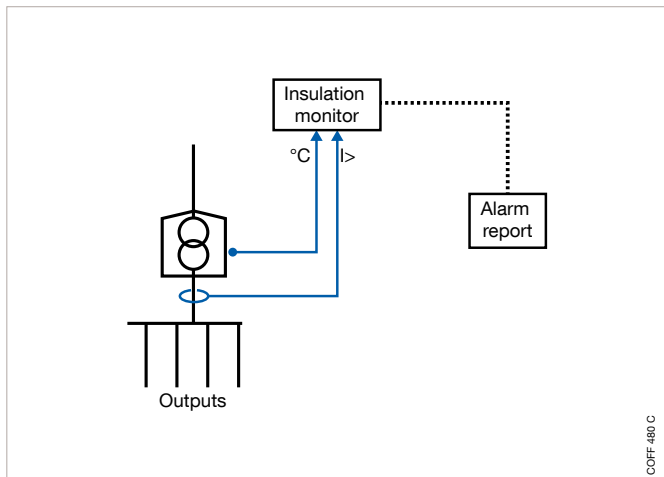 Insulation
monitor
°C
I>
Alarm
report
Outputs
COFF 480 C